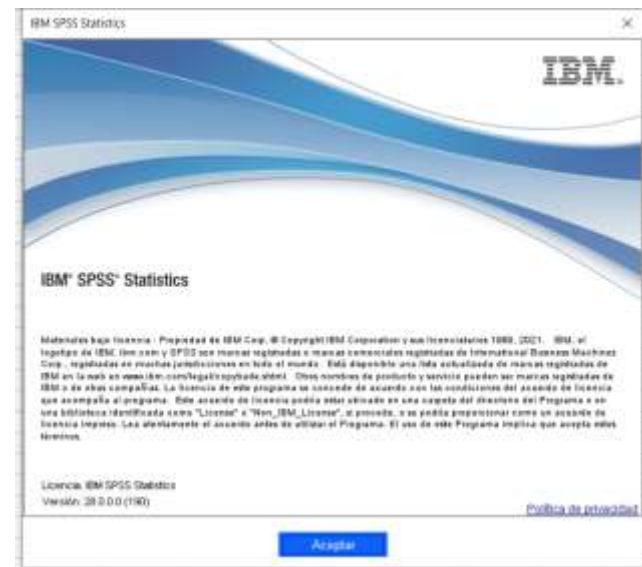 IBM SPSS Statistics
IBM.
IBM® SPSS® Statistics
Materiales bajo licencia - Propiedad de IBM Corp. © Copyright IBM Corporation y sus licenciatarios 1989, 2021. IBM, el
logotipo de IBM, ibm.com y SPSS son marcas registradas o marcas comerciales registradas de International Business Machines
Corp., registradas en muchas jurisdicciones en todo el mundo. Está disponible una lista actualizada de marcas registradas de
IBM en la web en www.ibm.com/legal/copytrade.shtml. Otros nombres de producto y servicio pueden ser marcas registradas de
IBM o de otras compañías. La licencia de este programa se concede de acuerdo con las condiciones del acuerdo de licencia
que acompaña al programa. Este acuerdo de licencia podría estar ubicado en una carpeta del directorio del Programa o en
una biblioteca identificada como "License" o "Non_IBM_License", si procede, o se podría proporcionar como un acuerdo de
licencia impreso. Lea atentamente el acuerdo antes de utilizar el Programa. El uso de este Programa implica que acepta estos
términos.
Licencia: IBM SPSS Statistics
Versión: 28.0.0.0 (190)
Política de privacidad
Aceptar